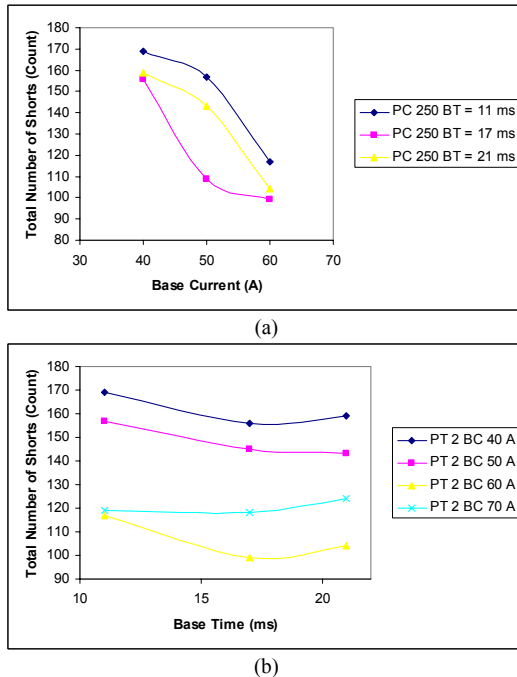 180
170
160
150
140
130
120
110
100
90
80
30 40 50 60 70
Total Number of Shorts (Count)
Base Current (A)
PC 250 BT = 11 ms
PC 250 BT = 17 ms
PC 250 BT = 21 ms
(a)
180
170
160
150
140
130
120
110
100
90
10 15 20
Total Number of Shorts (Count)
Base Time (ms)
PT 2 BC 40 A
PT 2 BC 50 A
PT 2 BC 60 A
PT 2 BC 70 A
(b)